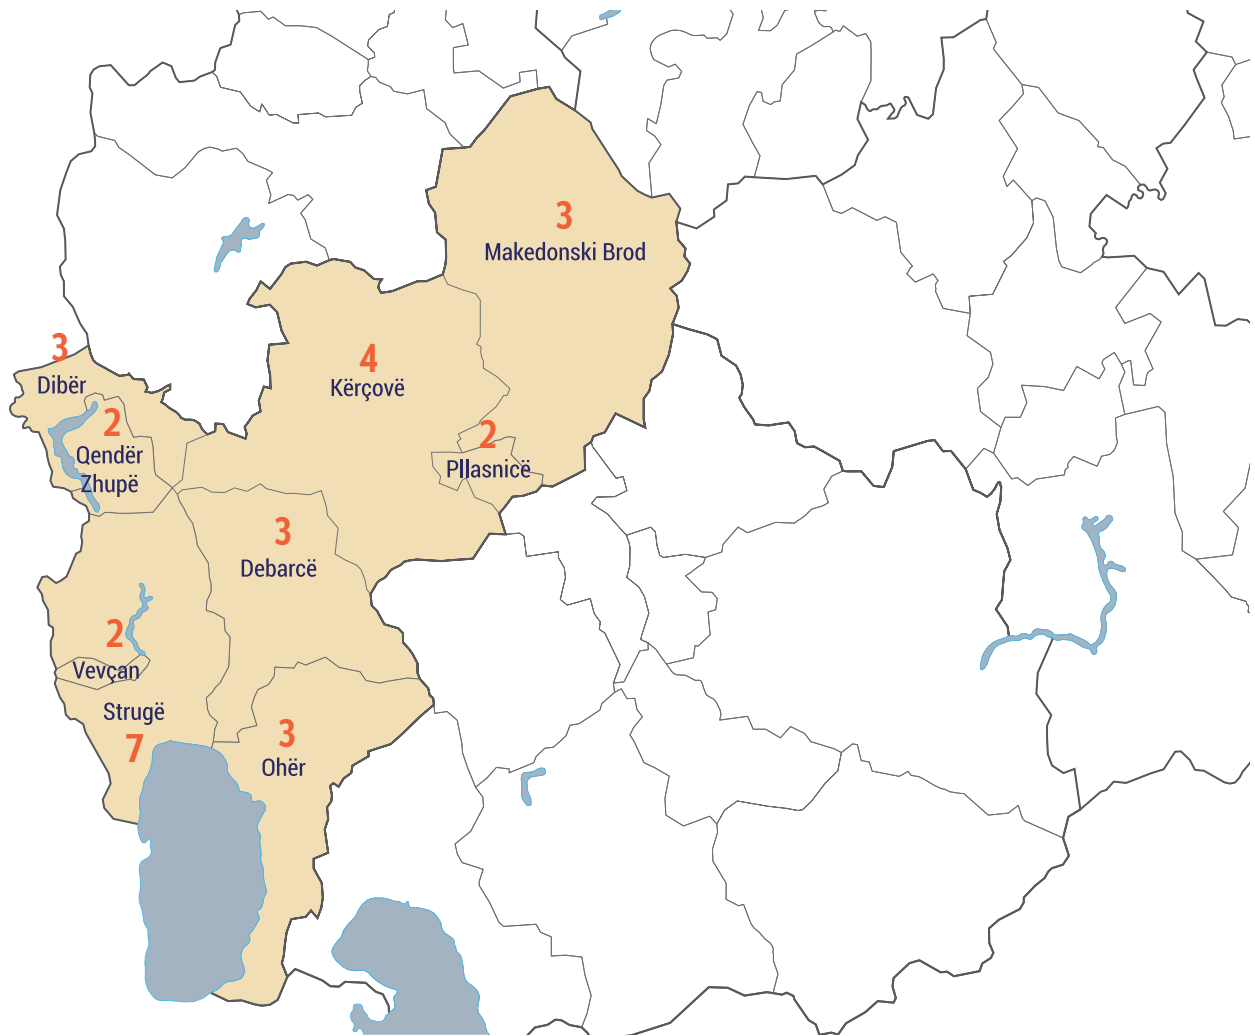 3
Makedonski Brod
3
Dibër
4
Kërçovë
2
Qendër
Zhupë
2
Pllasnicë
3
Debarcë
2
Vevçan
Strugë
7
3
Ohër